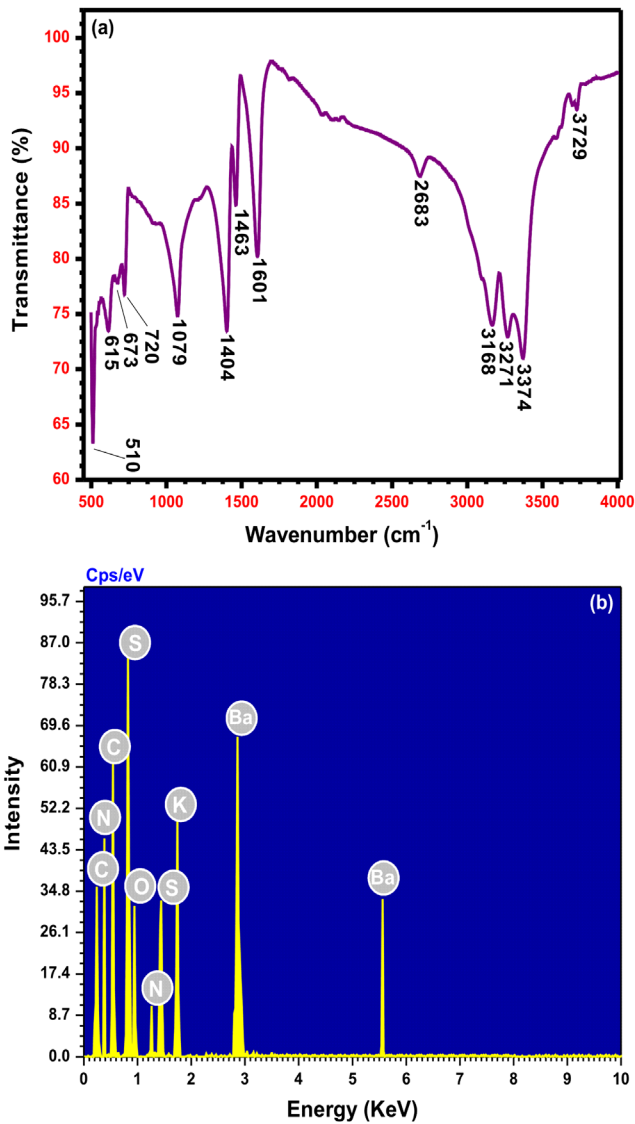 (a)
100
95
90
85
80
75
70
65
60
Transmittance (%)
510
615
673
720
1079
1404
1463
1601
2683
3168
3271
3374
3729
500 1000 1500 2000 2500 3000 3500 4000
Wavenumber (cm⁻¹)
Cps/eV
(b)
95.7
87.0
78.3
69.6
60.9
52.2
43.5
34.8
26.1
17.4
8.7
0.0
Intensity
C
N
C
S
O
N
S
K
Ba
Ba
0 1 2 3 4 5 6 7 8 9 10
Energy (KeV)